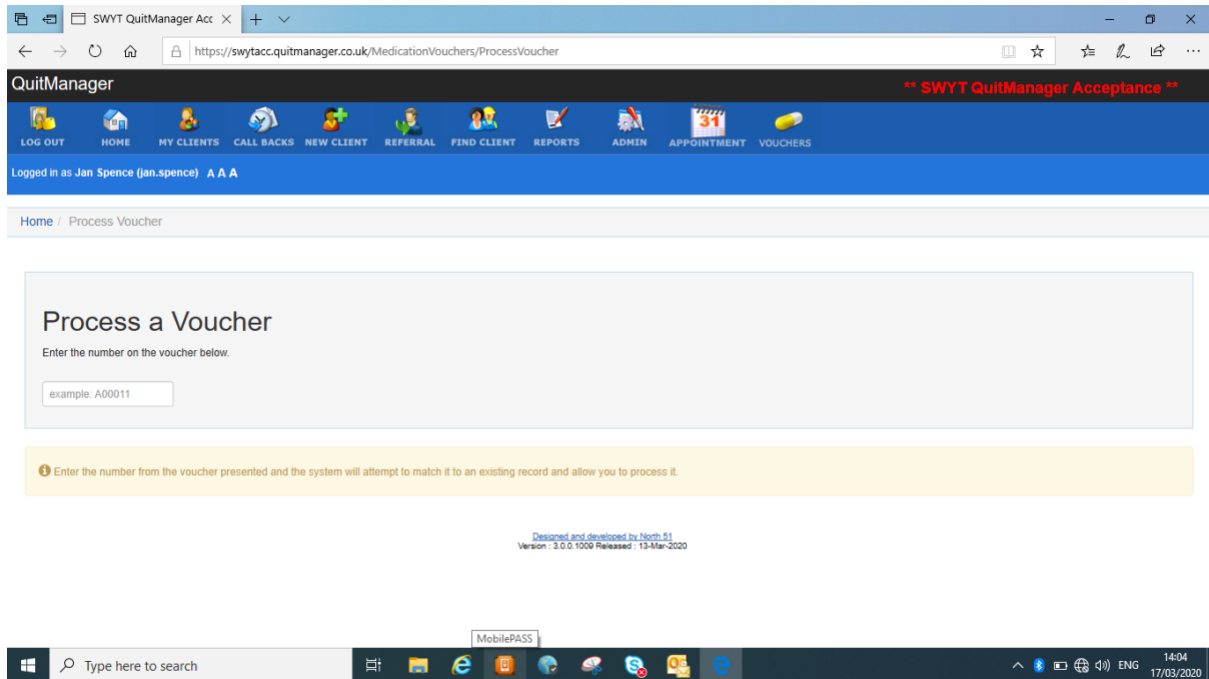 SWYT QuitManager Acc
https://swytacc.quitmanager.co.uk/MedicationVouchers/ProcessVoucher
QuitManager
** SWYT QuitManager Acceptance **
31
LOG OUT HOME MY CLIENTS CALL BACKS NEW CLIENT REFERRAL FIND CLIENT REPORTS ADMIN APPOINTMENT VOUCHERS
Logged in as Jan Spence (jan.spence) A A A
Home / Process Voucher
Process a Voucher
Enter the number on the voucher below.
example: A00011
Enter the number from the voucher presented and the system will attempt to match it to an existing record and allow you to process it.
Designed and developed by North 51
Version : 3.0.0.1009 Released : 13-Mar-2020
MobilePASS
Type here to search
ENG
14:04
17/03/2020